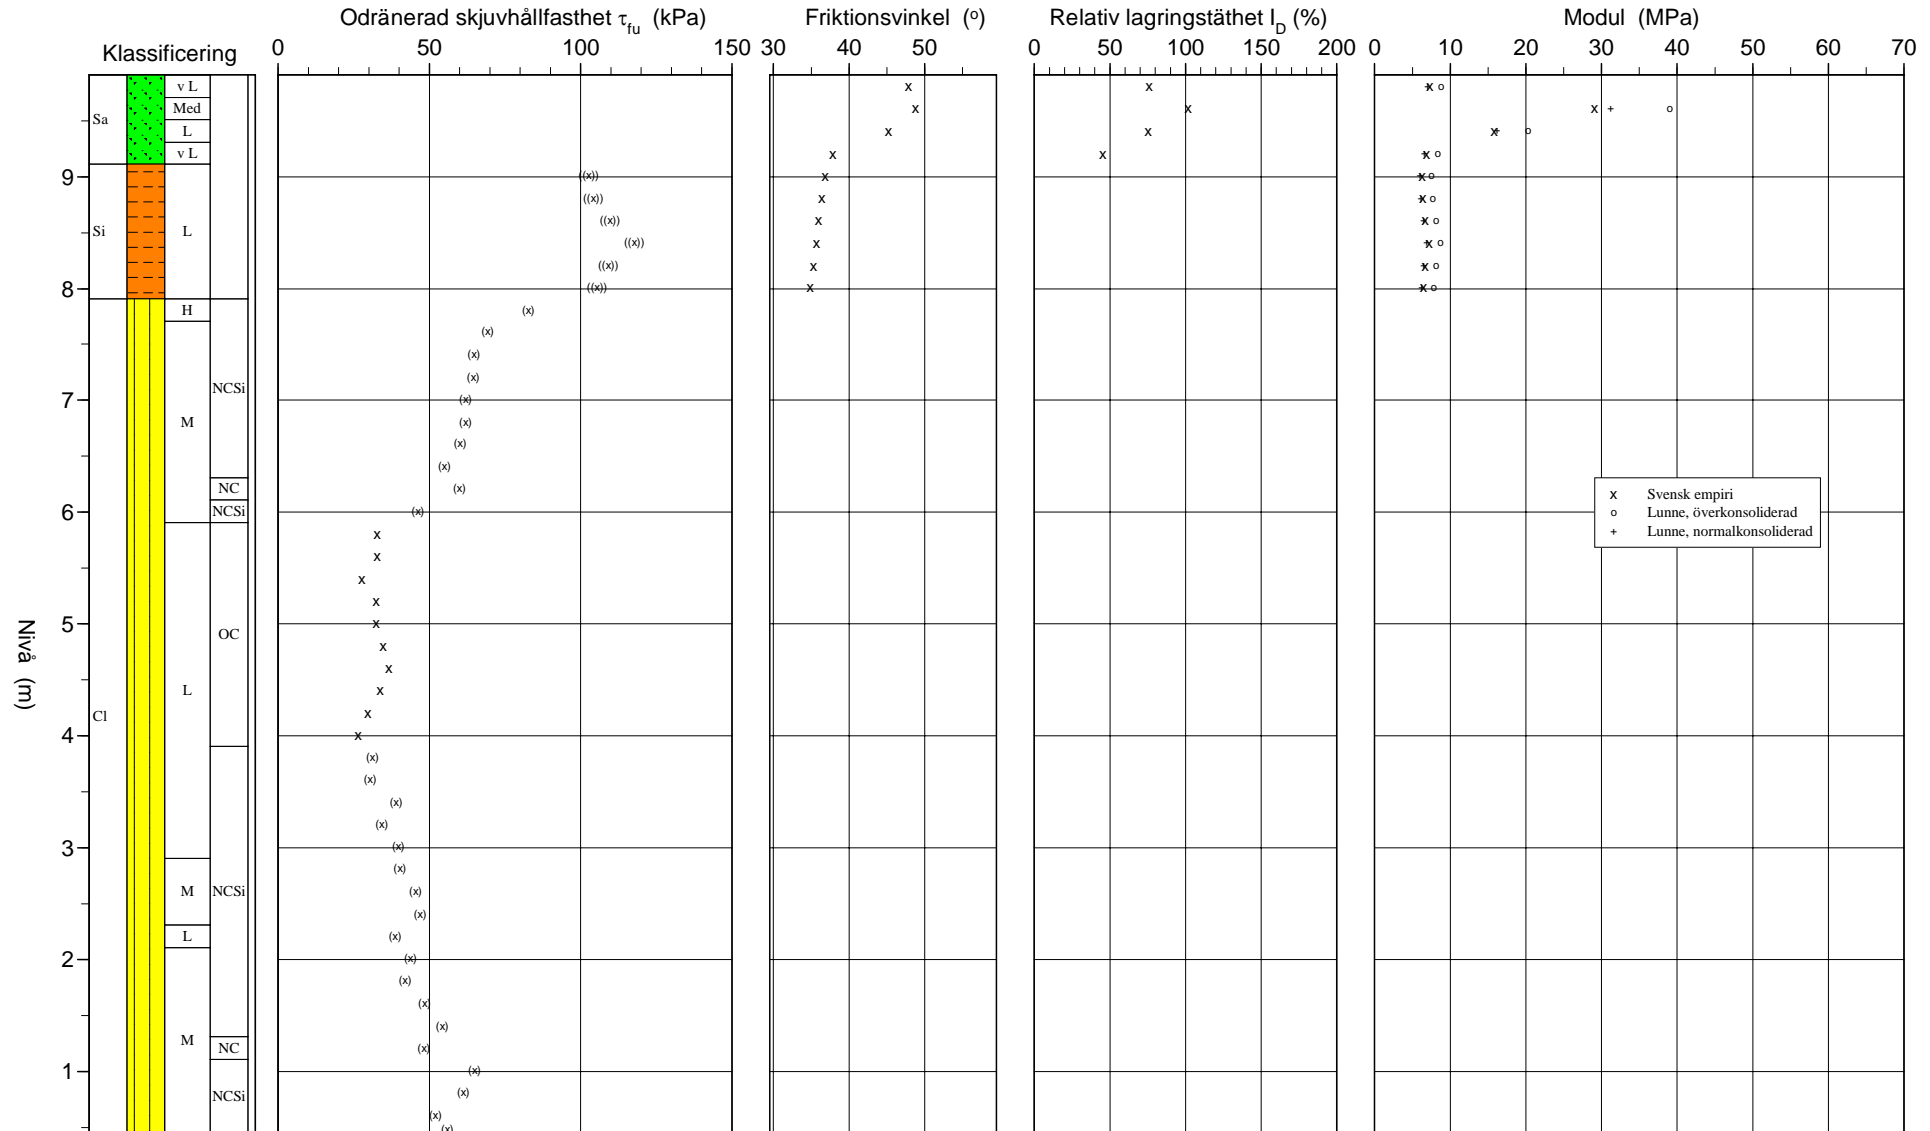 Odränerad skjuvhållfasthet τfu (kPa) Friktionsvinkel (o) Relativ lagringstäthet ID (%) Modul (MPa)
Klassificering 0 50 100 150 30 40 50 0 50 100 150 200 0 10 20 30 40 50 60 70
v L
Med
Sa
L
v L
9
Si L
8
H
NCSi
7
M
NC
NCSi
6
x Svensk empiri
o Lunne, överkonsoliderad
+ Lunne, normalkonsoliderad
5
OC
Nivå (m)
L
Cl
4
3
M NCSi
L
2
M
NC
1
NCSi